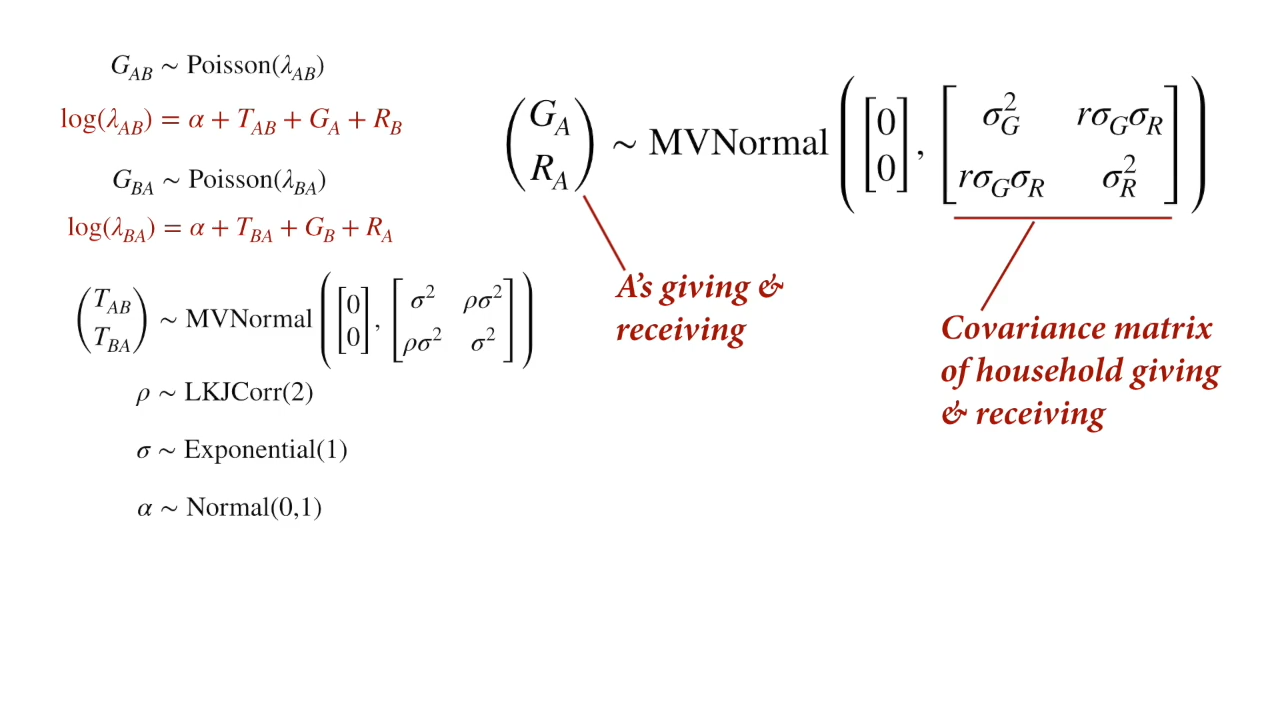 G_AB ~ Poisson(λ_AB)
log(λ_AB) = α + T_AB + G_A + R_B
G_BA ~ Poisson(λ_BA)
log(λ_BA) = α + T_BA + G_B + R_A
(T_AB T_BA) ~ MVNormal([0 0], [σ² ρσ² ρσ² σ²])
ρ ~ LKJCorr(2)
σ ~ Exponential(1)
α ~ Normal(0,1)
(G_A R_A) ~ MVNormal([0 0], [σ_G² rσ_Gσ_R rσ_Gσ_R σ_R²])
A's giving &
receiving
Covariance matrix
of household giving
& receiving